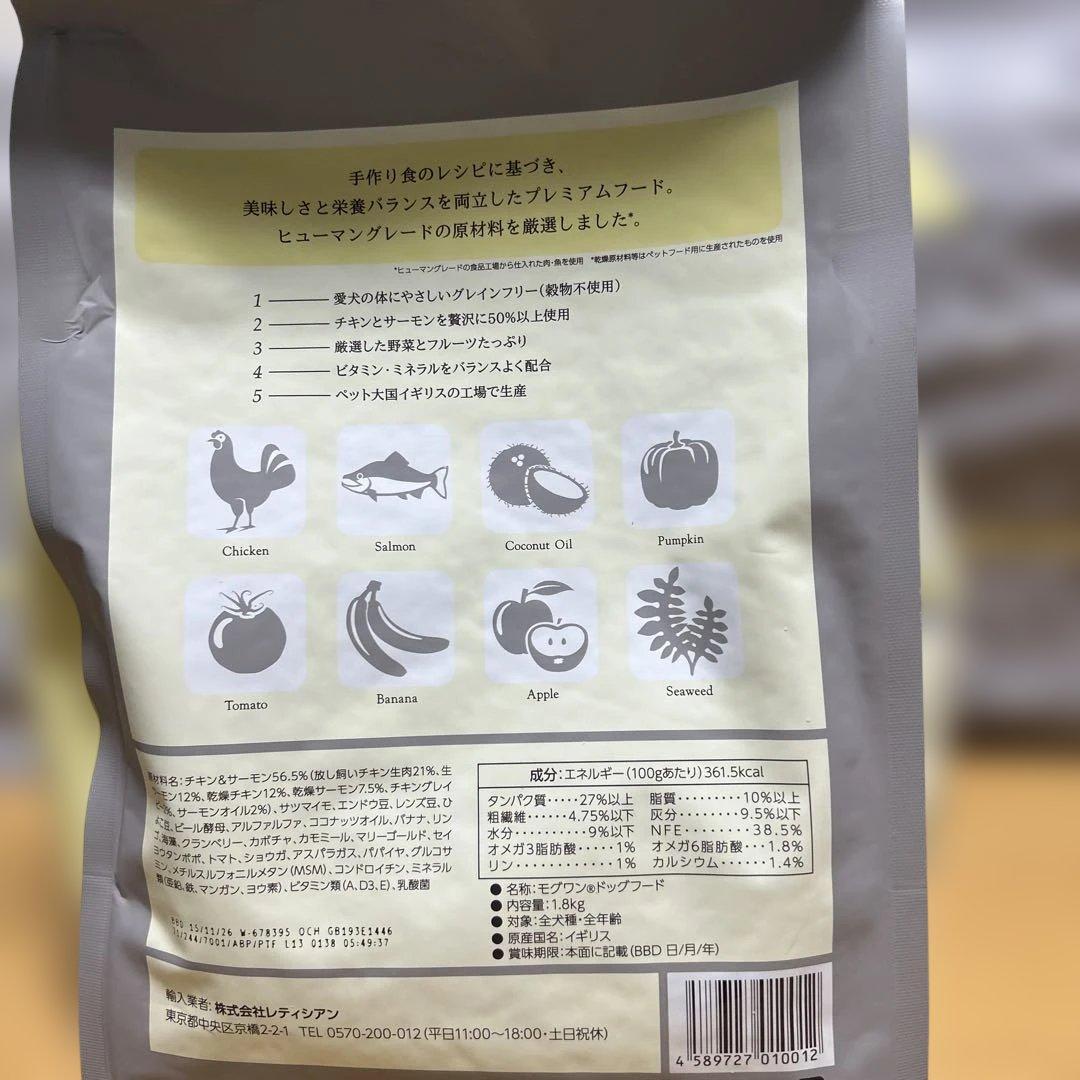 手作り食のレシピに基づき、
美味しさと栄養バランスを両立したプレミアムフード。
ヒューマングレードの原材料を厳選しました*。
*ヒューマングレードの食品工場から仕入れた肉・魚を使用 *乾燥原材料等はペットフード用に生産されたものを使用
1 愛犬の体にやさしいグレインフリー(穀物不使用)
2 チキンとサーモンを贅沢に50%以上使用
3 厳選した野菜とフルーツたっぷり
4 ビタミン・ミネラルをバランスよく配合
5 ペット大国イギリスの工場で生産
Chicken Salmon Coconut Oil Pumpkin
Tomato Banana Apple Seaweed
原材料名:チキン&サーモン56.5%(放し飼いチキン生肉21%、生
サーモン12%、乾燥チキン12%、乾燥サーモン7.5%、チキングレイ
2%、サーモンオイル2%)、サツマイモ、エンドウ豆、レンズ豆、ひ
よこ豆、ビール酵母、アルファルファ、ココナッツオイル、バナナ、リン
ゴ、海藻、クランベリー、カボチャ、カモミール、マリーゴールド、セイ
ヨウタンポポ、トマト、ショウガ、アスパラガス、パパイヤ、グルコサ
ミン、メチルスルフォニルメタン(MSM)、コンドロイチン、ミネラル
類(亜鉛、鉄、マンガン、ヨウ素)、ビタミン類(A、D3、E)、乳酸菌
BBD 15/11/26 W-678395 OCH GB193E1446
/244/7001/ABP/PTF L13 0138 05:49:37
成分:エネルギー(100gあたり)361.5kcal
タンパク質・・・・・27%以上 脂質・・・・・・・・・10%以上
粗繊維・・・・・・4.75%以下 灰分・・・・・・・・9.5%以下
水分・・・・・・・・・・9%以下 NFE・・・・・・・・・38.5%
オメガ3脂肪酸・・・・・1% オメガ6脂肪酸・・・1.8%
リン・・・・・・・・・・・・1% カルシウム・・・・・・・1.4%
● 名称:モグワン®ドッグフード
● 内容量:1.8kg
● 対象:全犬種・全年齢
● 原産国名:イギリス
● 賞味期限:本面に記載(BBD 日/月/年)
輸入業者:株式会社レティシアン
東京都中央区京橋2-2-1 TEL 0570-200-012(平日11:00〜18:00・土日祝休)
4 589727 010012